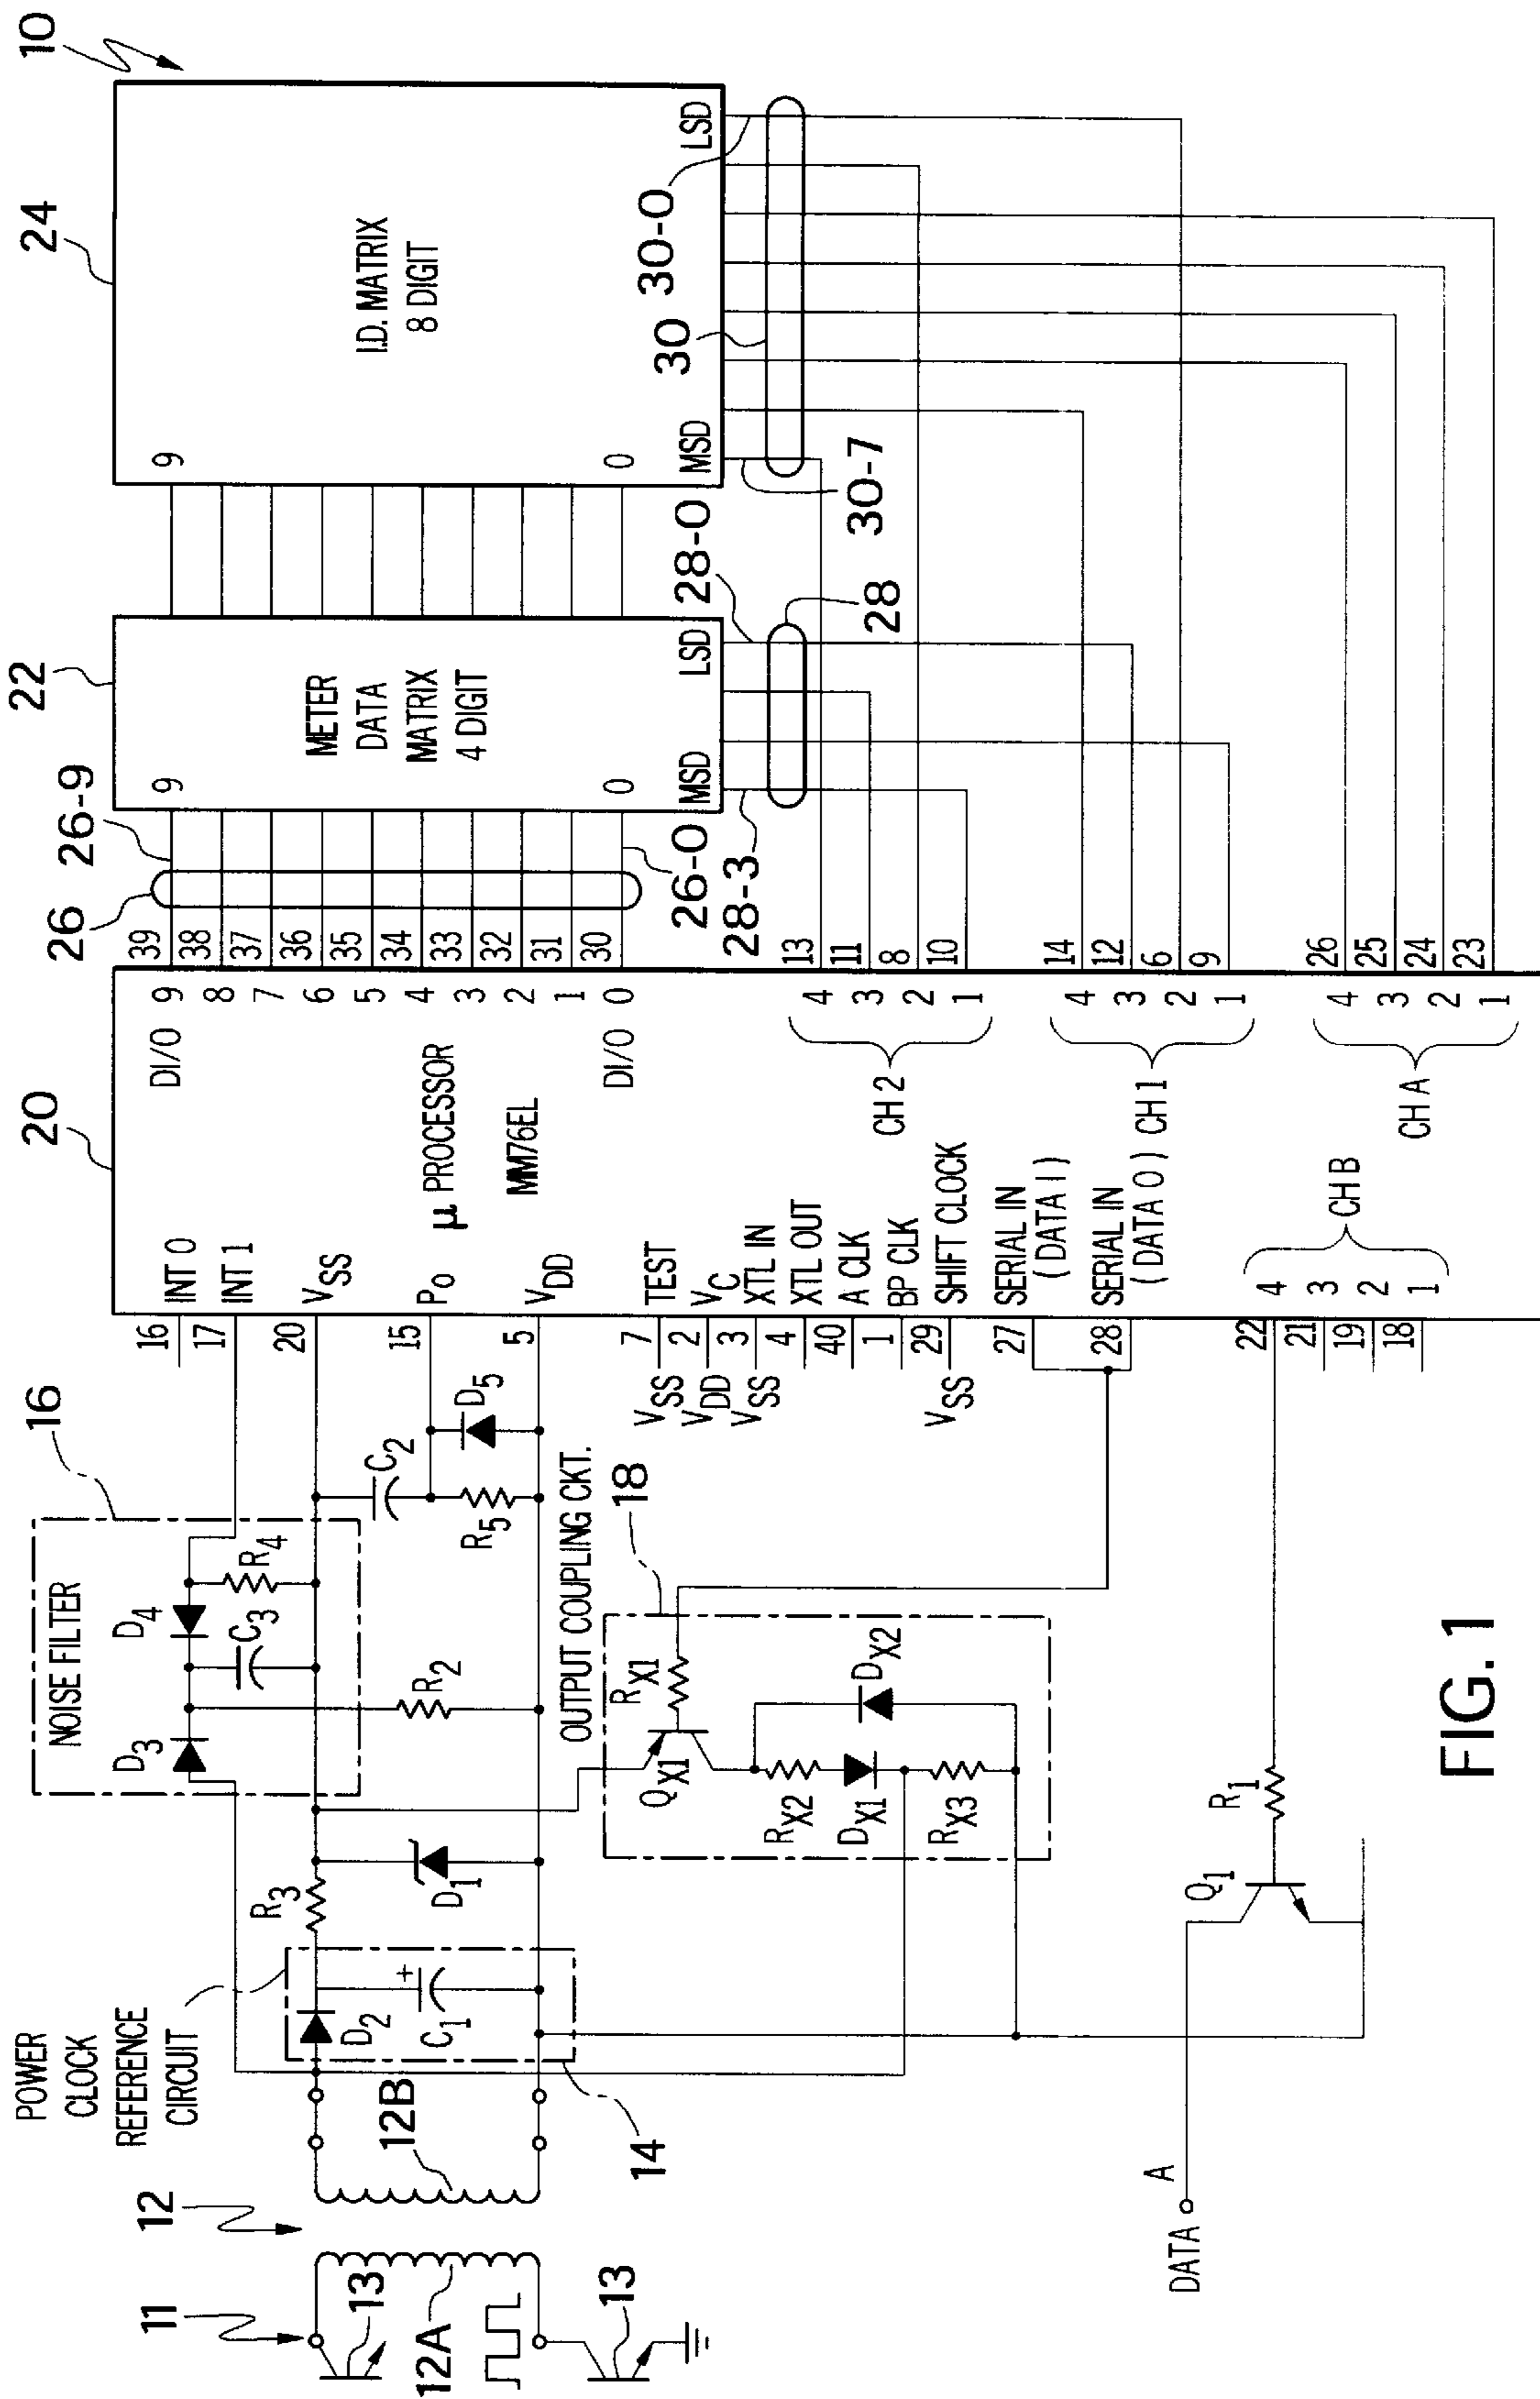 10
11
13
12A
13
12
12B
14
POWER
CLOCK
REFERENCE
CIRCUIT
D2
C1
+
R3
D1
16
NOISE FILTER
D3
D4
C3
R4
R2
C2
R5
D5
OUTPUT COUPLING CKT.
18
QX1
RX1
RX2
DX1
RX3
DX2
DATA
A
Q1
R1
20
16
INT 0
17
INT 1
20
VSS
15
P0
5
VDD
VSS
7
TEST
VDD
2
VC
VSS
3
XTL IN
4
XTL OUT
40
A CLK
1
BP CLK
VSS
29
SHIFT CLOCK
27
SERIAL IN
(DATA 1)
28
SERIAL IN
(DATA 0)
22
4
21
3
19
2
18
1
CH B
μ PROCESSOR
MM76EL
DI/O
9
39
8
38
7
37
6
36
5
35
4
34
3
33
2
32
1
31
DI/O
0
30
CH 2
4
13
3
11
2
8
1
10
CH 1
4
14
3
12
2
6
1
9
CH A
4
26
3
25
2
24
1
23
26
26-9
26-0
22
9
METER
DATA
MATRIX
4 DIGIT
0
MSD
LSD
28-3
28
28-0
24
9
I.D. MATRIX
8 DIGIT
0
MSD
LSD
30-7
30
30-0
FIG. 1